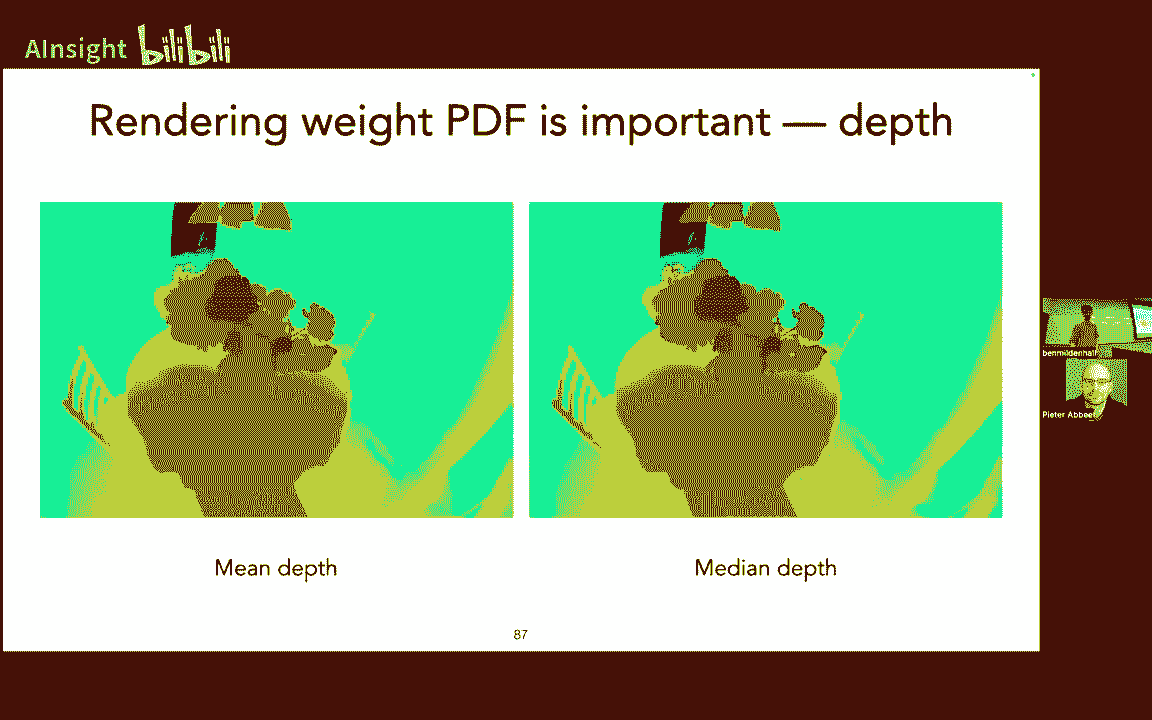 AInsight bilibili
Rendering weight PDF is important — depth
benmildenhall
Pieter Abbeel
Mean depth
Median depth
87